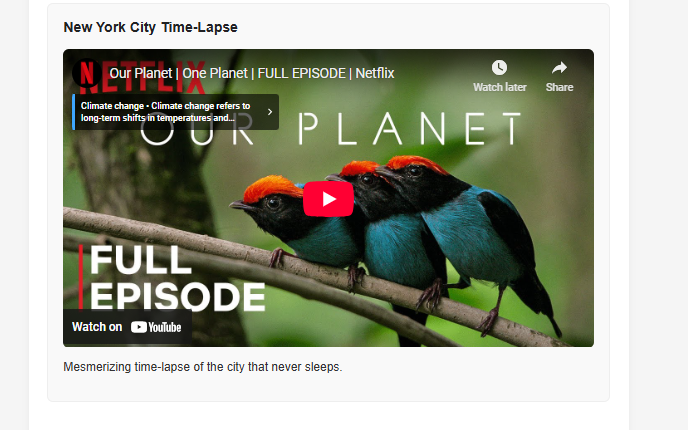 New York City Time-Lapse
NETFLIX
Our Planet | One Planet | FULL EPISODE | Netflix
Watch later
Share
Climate change • Climate change refers to
long-term shifts in temperatures and...
OUR PLANET
FULL
EPISODE
Watch on YouTube
Mesmerizing time-lapse of the city that never sleeps.